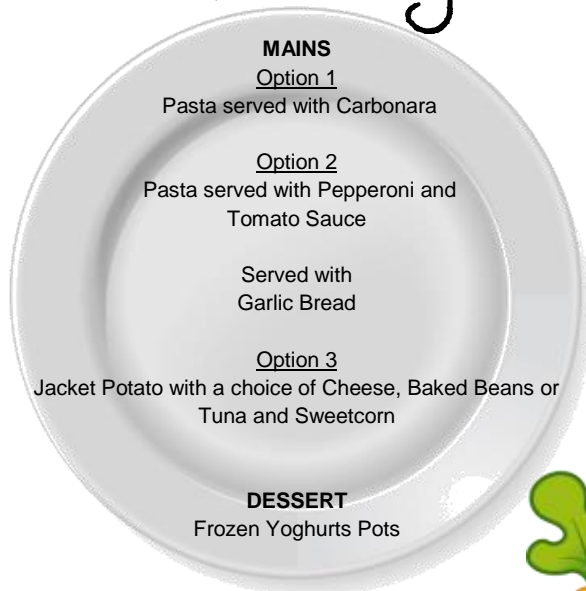 MAINS
Option 1
Pasta served with Carbonara
Option 2
Pasta served with Pepperoni and
Tomato Sauce
Served with
Garlic Bread
Option 3
Jacket Potato with a choice of Cheese, Baked Beans or
Tuna and Sweetcorn
DESSERT
Frozen Yoghurts Pots